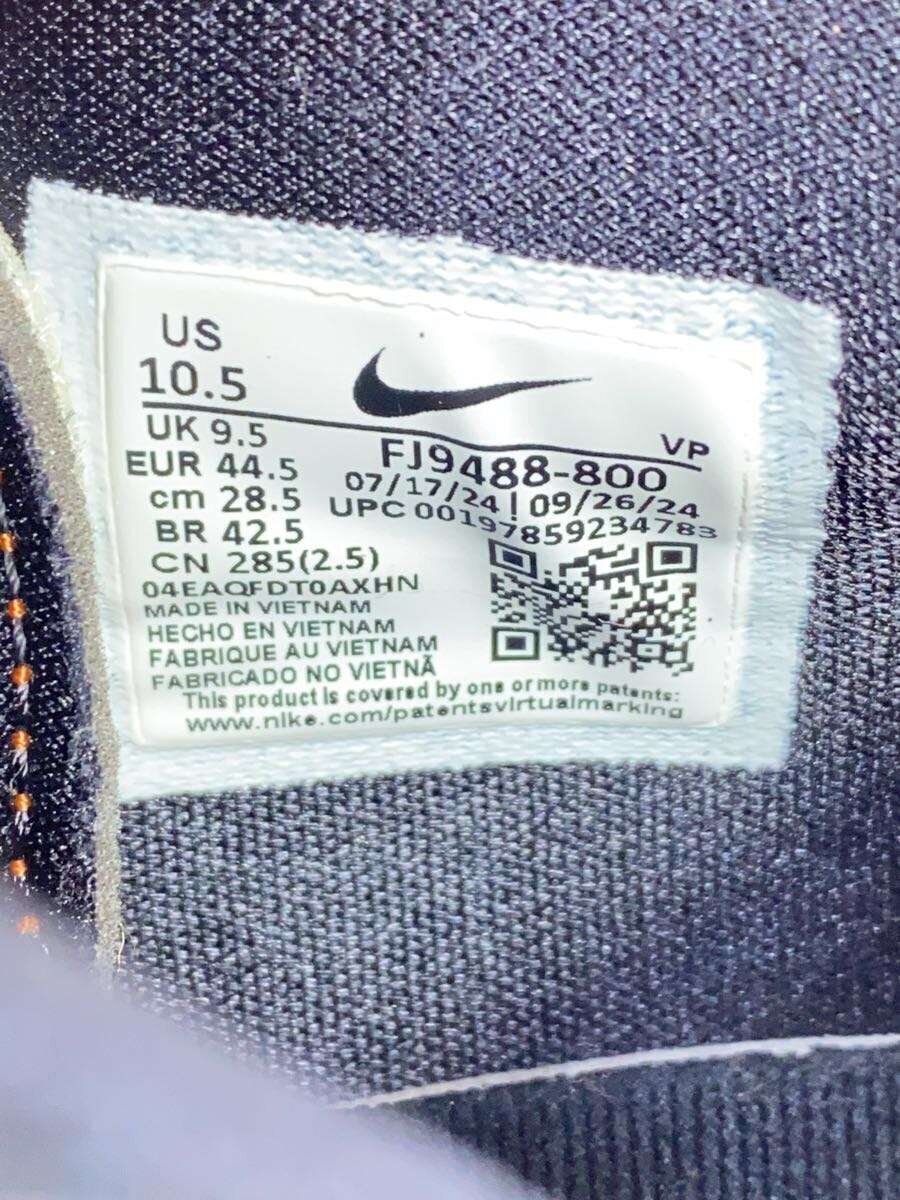 US
10.5
UK 9.5
EUR 44.5
cm 28.5
BR 42.5
CN 285(2.5)
VP
FJ9488-800
07/17/24 | 09/26/24
UPC 00197859234783
04EAQFDT0AXHN
MADE IN VIETNAM
HECHO EN VIETNAM
FABRIQUE AU VIETNAM
FABRICADO NO VIETNÃ
This product is covered by one or more patents:
www.nike.com/patentsvirtualmarking